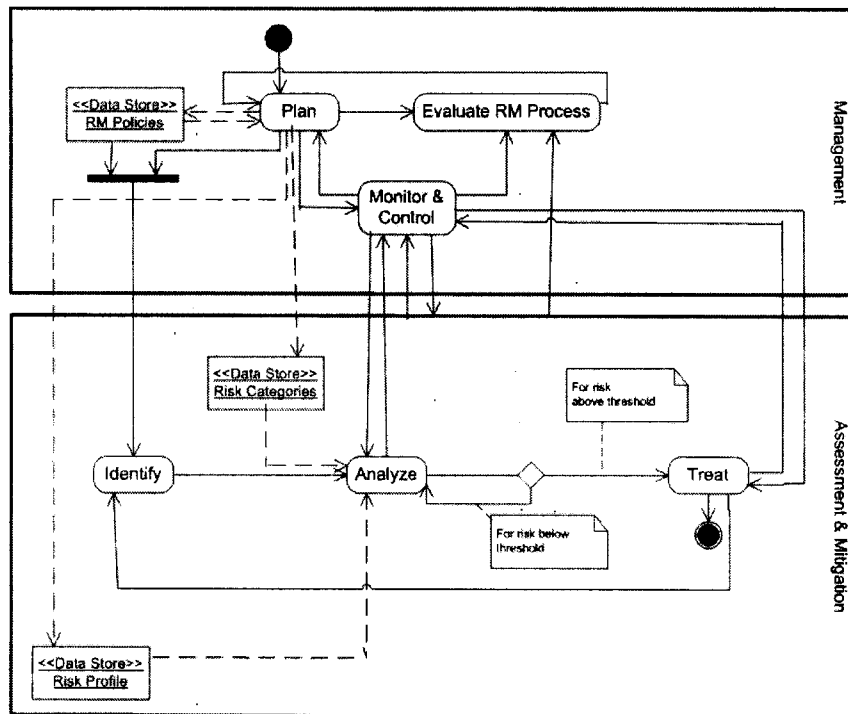 <<Data Store>>
RM Policies
Plan
Evaluate RM Process
Monitor &
Control
Management
<<Data Store>>
Risk Categories
For risk
above threshold
Identify
Analyze
Treat
For risk below
threshold
Assessment & Mitigation
<<Data Store>>
Risk Profile